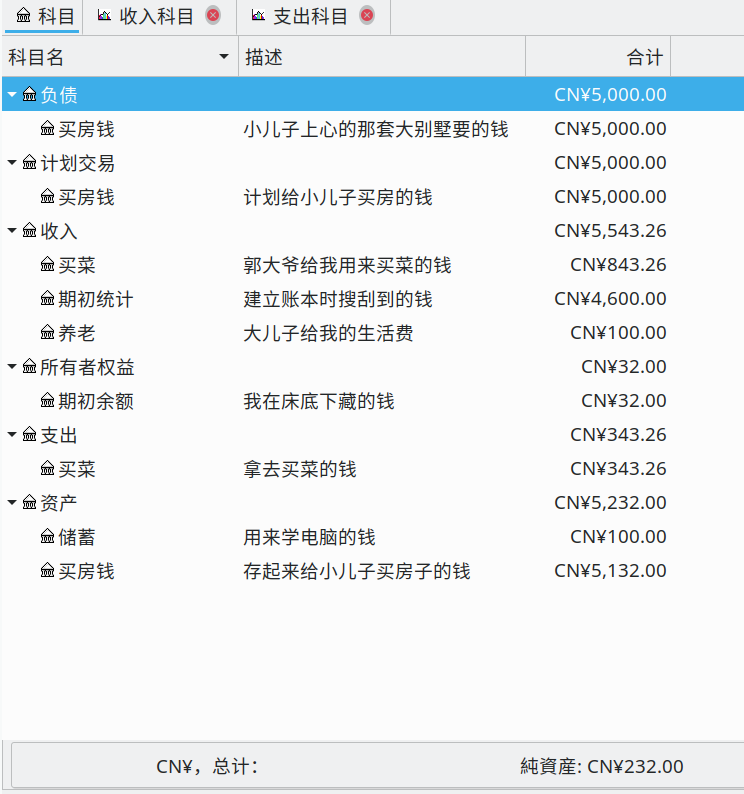 科目 收入科目 支出科目
科目名 描述 合计
负债 CN¥5,000.00
买房钱 小儿子上心的那套大别墅要的钱 CN¥5,000.00
计划交易 CN¥5,000.00
买房钱 计划给小儿子买房的钱 CN¥5,000.00
收入 CN¥5,543.26
买菜 郭大爷给我用来买菜的钱 CN¥843.26
期初统计 建立账本时搜刮到的钱 CN¥4,600.00
养老 大儿子给我的生活费 CN¥100.00
所有者权益 CN¥32.00
期初余额 我在床底下藏的钱 CN¥32.00
支出 CN¥343.26
买菜 拿去买菜的钱 CN¥343.26
资产 CN¥5,232.00
储蓄 用来学电脑的钱 CN¥100.00
买房钱 存起来给小儿子买房子的钱 CN¥5,132.00
CN¥，总计： 純資産: CN¥232.00